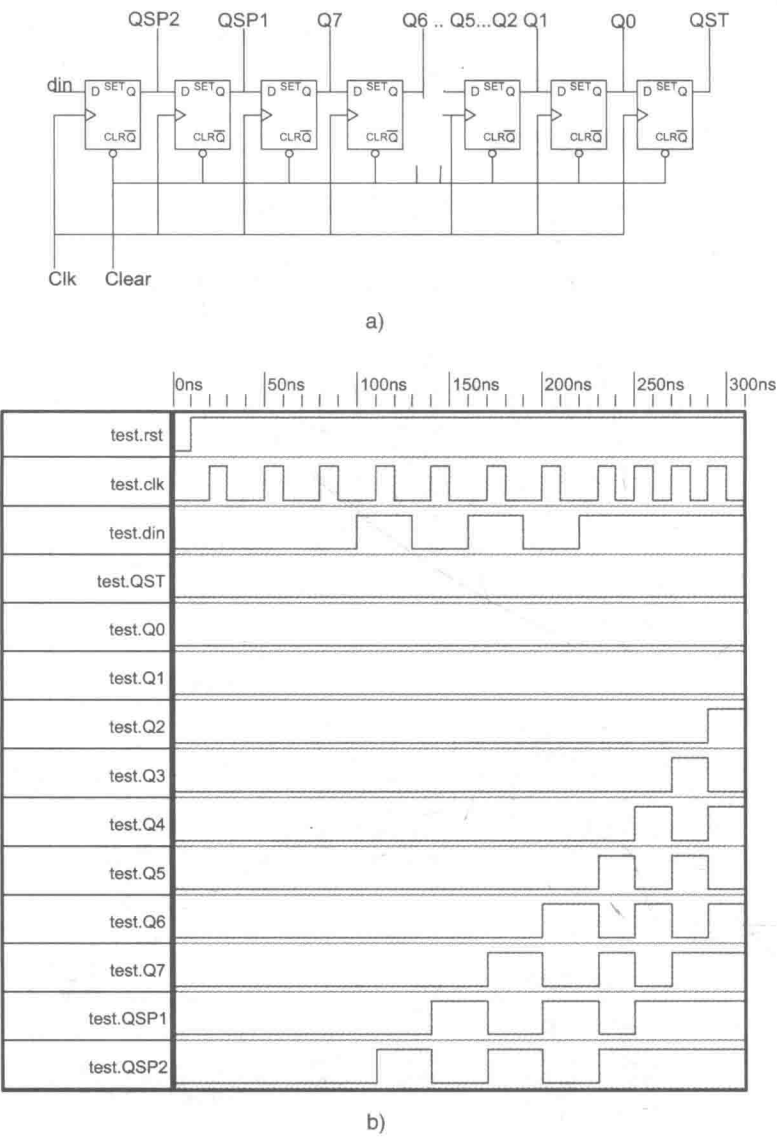 QSP2 QSP1 Q7 Q6 .. Q5...Q2 Q1 Q0 QST
din D SET Q D SET Q D SET Q D SET Q D SET Q D SET Q D SET Q
CLR Q̅ CLR Q̅ CLR Q̅ CLR Q̅ CLR Q̅ CLR Q̅ CLR Q̅
Clk Clear
a)
0ns 50ns 100ns 150ns 200ns 250ns 300ns
test.rst
test.clk
test.din
test.QST
test.Q0
test.Q1
test.Q2
test.Q3
test.Q4
test.Q5
test.Q6
test.Q7
test.QSP1
test.QSP2
b)